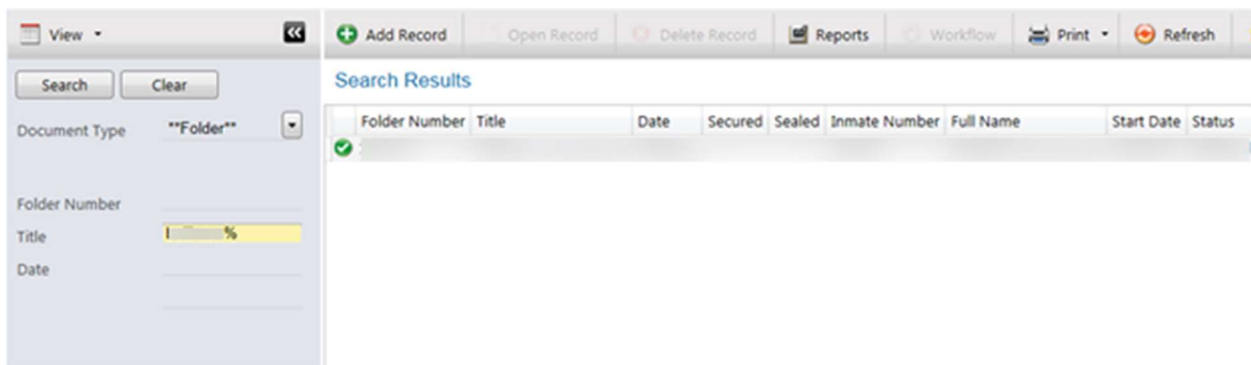 View
Search Clear
Document Type **Folder**
Folder Number
Title %
Date
Add Record Open Record Delete Record Reports Workflow Print Refresh
Search Results
Folder Number Title Date Secured Sealed Inmate Number Full Name Start Date Status